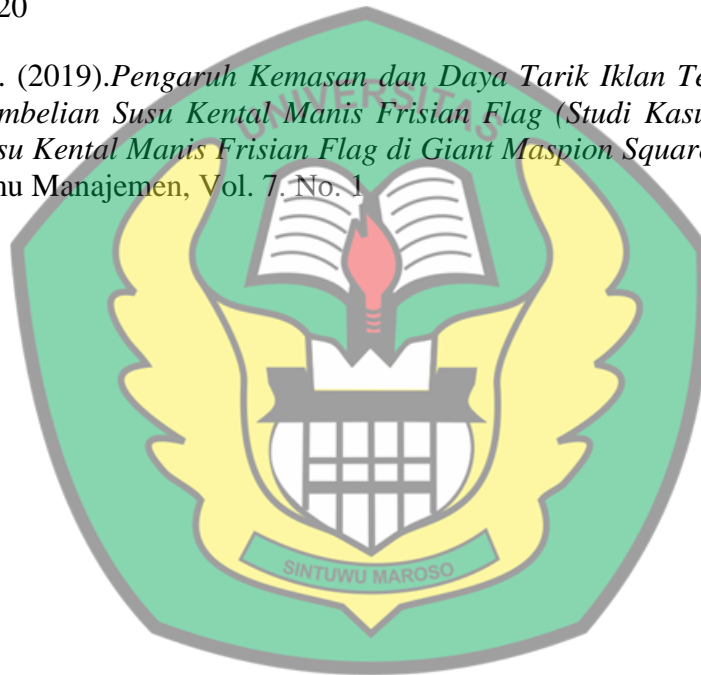 20
. (2019).Pengaruh Kemasan dan Daya Tarik Iklan Te
mbelian Susu Kental Manis Frisian Flag (Studi Kasu
su Kental Manis Frisian Flag di Giant Maspion Square
nu Manajemen, Vol. 7. No. 1
UNIVERSITAS
SINTUWU MAROSO